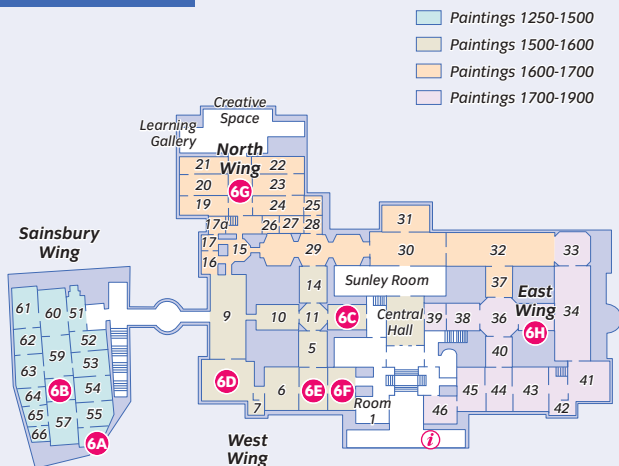 Paintings 1250-1500
Paintings 1500-1600
Paintings 1600-1700
Paintings 1700-1900
Creative
Space
Learning
Gallery
North
Wing
21
22
20
6G
23
19
24
25
17a
26
27
28
31
17
15
29
30
32
33
16
Sainsbury
Wing
Sunley Room
14
37
East
Wing
61
60
51
9
10
11
6C
Central
Hall
39
38
36
6H
34
62
52
59
53
5
40
63
6B
54
6D
6
6E
6F
45
44
43
41
64
65
57
55
7
Room
1
46
42
66
6A
West
Wing
i